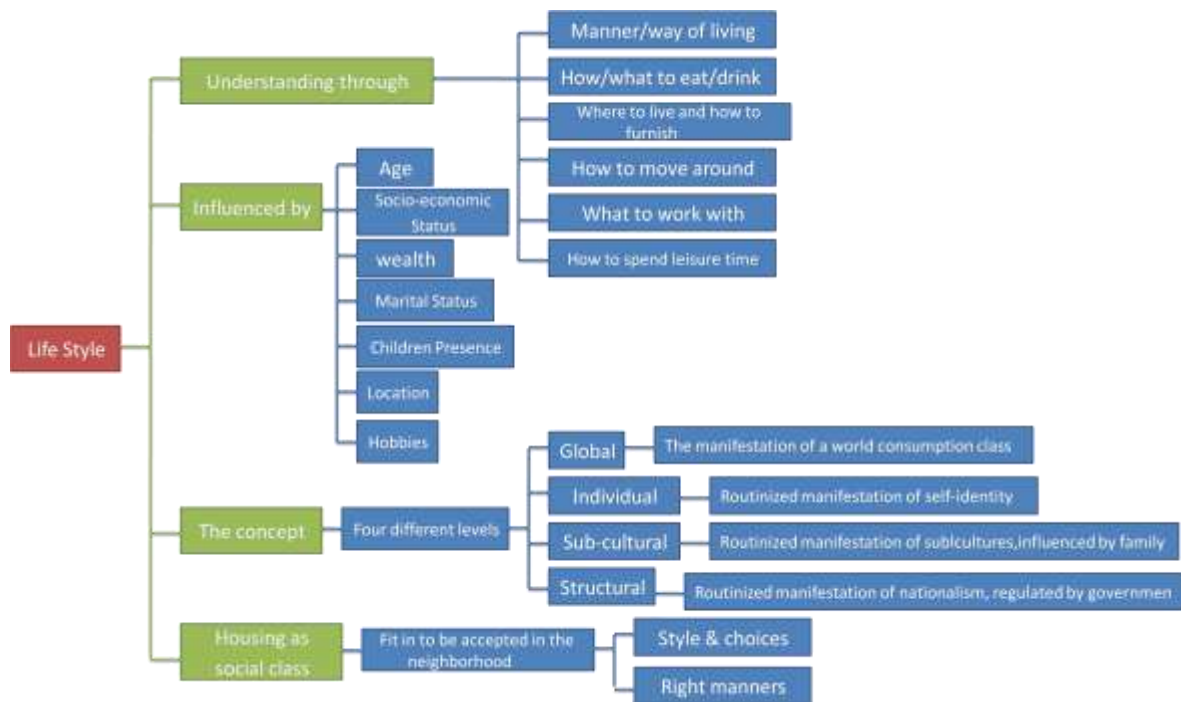 Life Style
Understanding through
Manner/way of living
How/what to eat/drink
Where to live and how to
furnish
How to move around
What to work with
How to spend leisure time
Influenced by
Age
Socio-economic
Status
wealth
Marital Status
Children Presence
Location
Hobbies
The concept
Four different levels
Global
The manifestation of a world consumption class
Individual
Routinized manifestation of self-identity
Sub-cultural
Routinized manifestation of sublcultures,influenced by family
Structural
Routinized manifestation of nationalism, regulated by governmen
Housing as
social class
Fit in to be accepted in the
neighborhood
Style & choices
Right manners